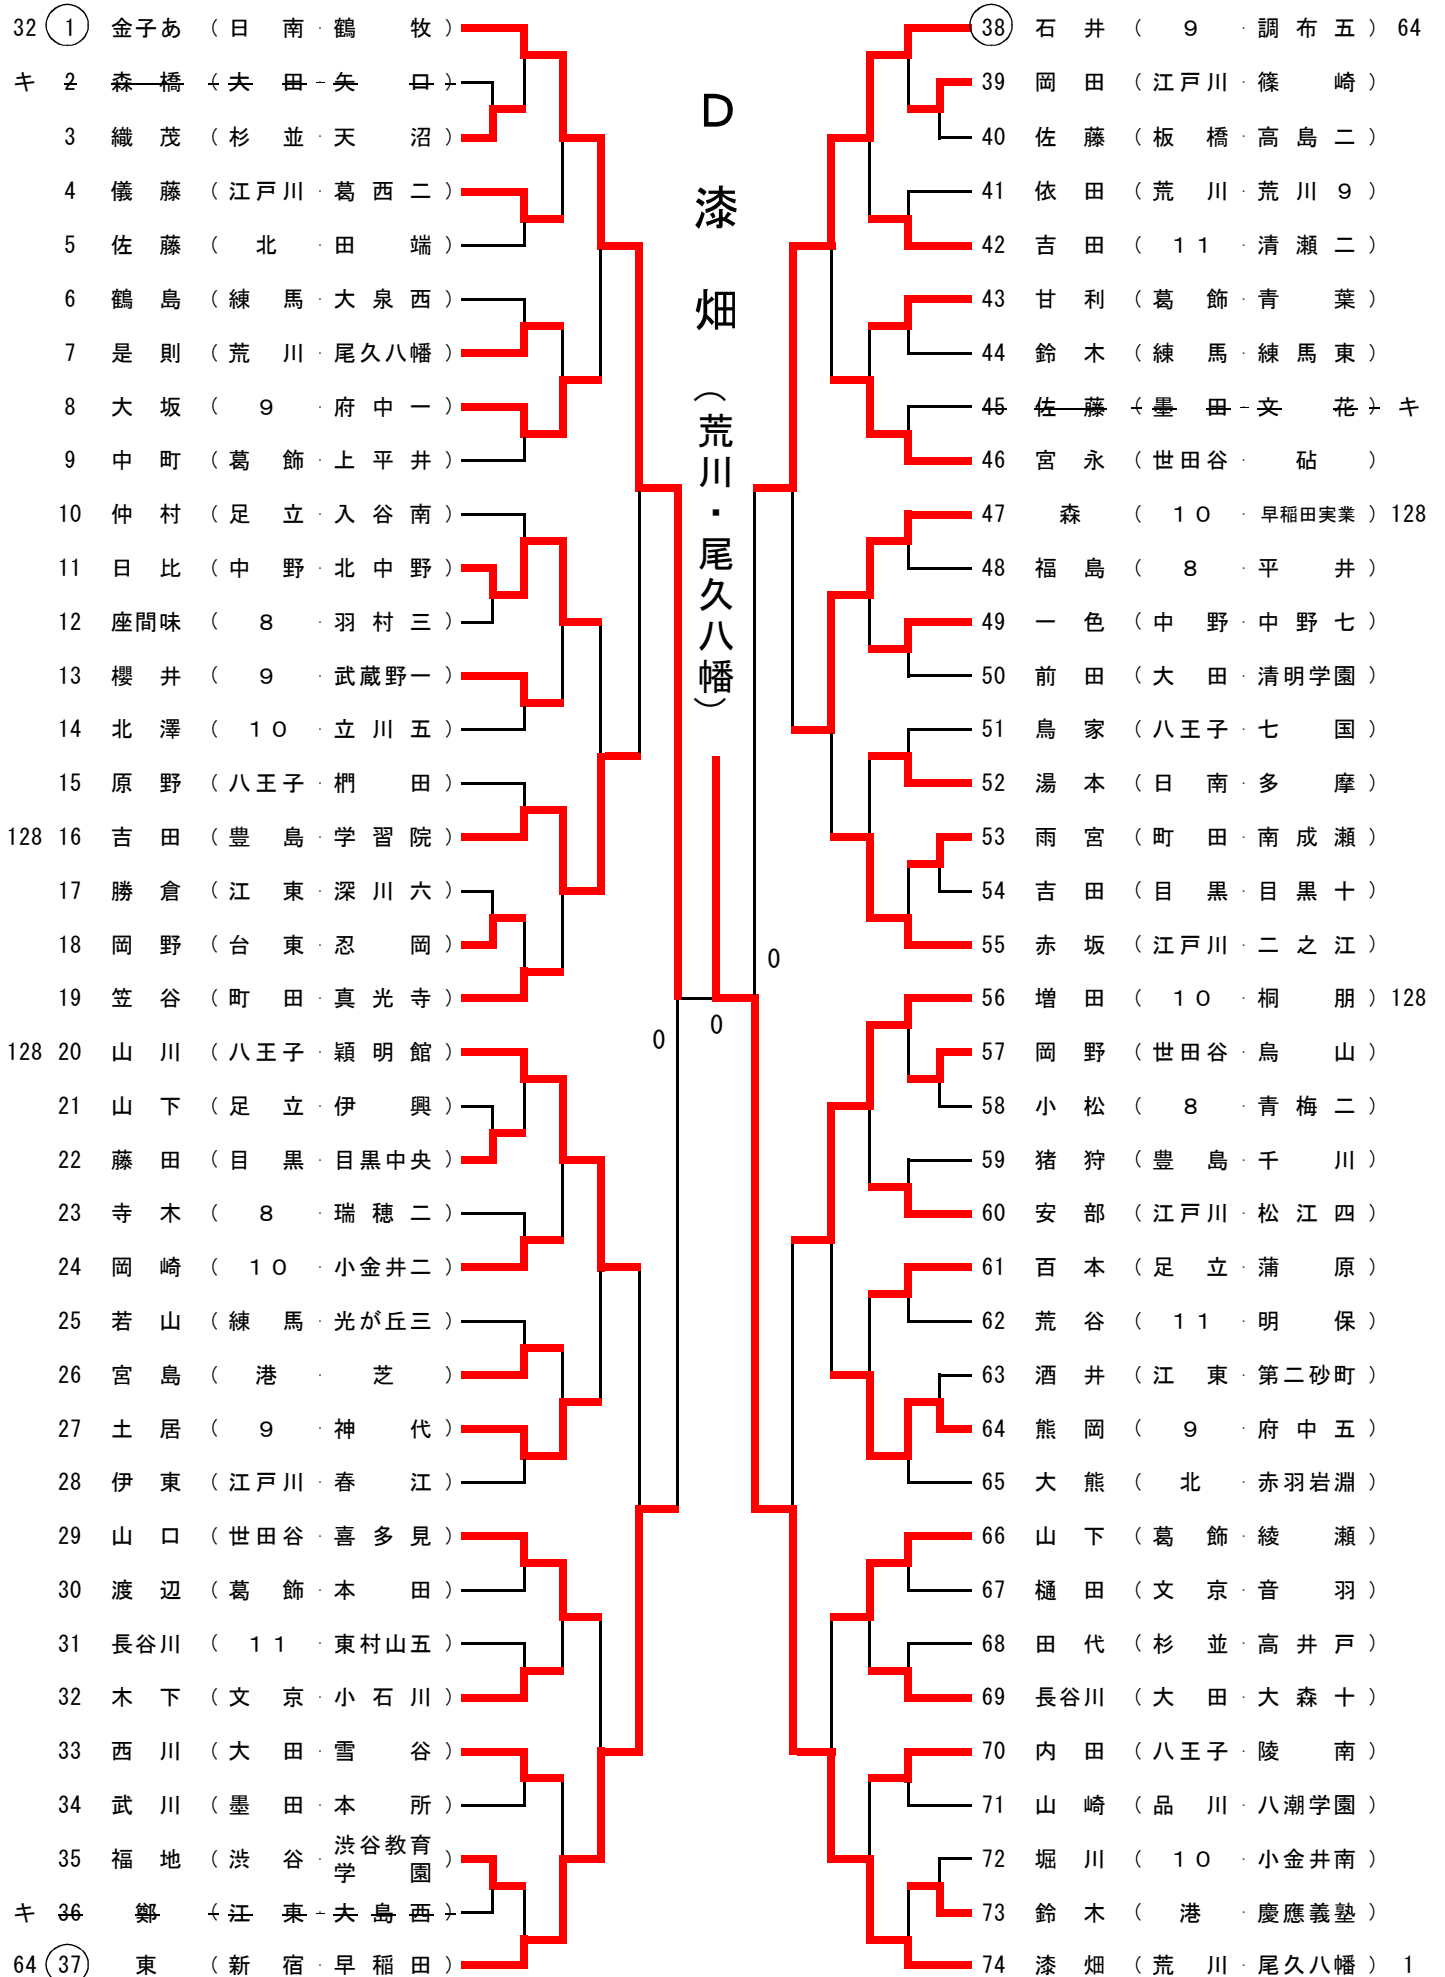 32 1 金子あ (日南・鶴牧)
キ 2 森橋 (大田・矢口)
3 織茂 (杉並・天沼)
4 儀藤 (江戸川・葛西二)
5 佐藤 (北・田端)
6 鶴島 (練馬・大泉西)
7 是則 (荒川・尾久八幡)
8 大坂 (9・府中一)
9 中町 (葛飾・上平井)
10 仲村 (足立・入谷南)
11 日比 (中野・北中野)
12 座間味 (8・羽村三)
13 櫻井 (9・武蔵野一)
14 北澤 (10・立川五)
15 原野 (八王子・椚田)
128 16 吉田 (豊島・学習院)
17 勝倉 (江東・深川六)
18 岡野 (台東・忍岡)
19 笠谷 (町田・真光寺)
128 20 山川 (八王子・穎明館)
21 山下 (足立・伊興)
22 藤田 (目黒・目黒中央)
23 寺木 (8・瑞穂二)
24 岡崎 (10・小金井二)
25 若山 (練馬・光が丘三)
26 宮島 (港・芝)
27 土居 (9・神代)
28 伊東 (江戸川・春江)
29 山口 (世田谷・喜多見)
30 渡辺 (葛飾・本田)
31 長谷川 (11・東村山五)
32 木下 (文京・小石川)
33 西川 (大田・雪谷)
34 武川 (墨田・本所)
35 福地 (渋谷・渋谷教育学園)
キ 36 鄭 (江東・大島西)
64 37 東 (新宿・早稲田)
D 漆畑 (荒川・尾久八幡)
0
0
0
38 石井 (9・調布五) 64
39 岡田 (江戸川・篠崎)
40 佐藤 (板橋・高島二)
41 依田 (荒川・荒川9)
42 吉田 (11・清瀬二)
43 甘利 (葛飾・青葉)
44 鈴木 (練馬・練馬東)
45 佐藤 (墨田・文花) キ
46 宮永 (世田谷・砧)
47 森 (10・早稲田実業) 128
48 福島 (8・平井)
49 一色 (中野・中野七)
50 前田 (大田・清明学園)
51 鳥家 (八王子・七国)
52 湯本 (日南・多摩)
53 雨宮 (町田・南成瀬)
54 吉田 (目黒・目黒十)
55 赤坂 (江戸川・二之江)
56 増田 (10・桐朋) 128
57 岡野 (世田谷・烏山)
58 小松 (8・青梅二)
59 猪狩 (豊島・千川)
60 安部 (江戸川・松江四)
61 百本 (足立・蒲原)
62 荒谷 (11・明保)
63 酒井 (江東・第二砂町)
64 熊岡 (9・府中五)
65 大熊 (北・赤羽岩淵)
66 山下 (葛飾・綾瀬)
67 樋田 (文京・音羽)
68 田代 (杉並・高井戸)
69 長谷川 (大田・大森十)
70 内田 (八王子・陵南)
71 山崎 (品川・八潮学園)
72 堀川 (10・小金井南)
73 鈴木 (港・慶應義塾)
74 漆畑 (荒川・尾久八幡) 1